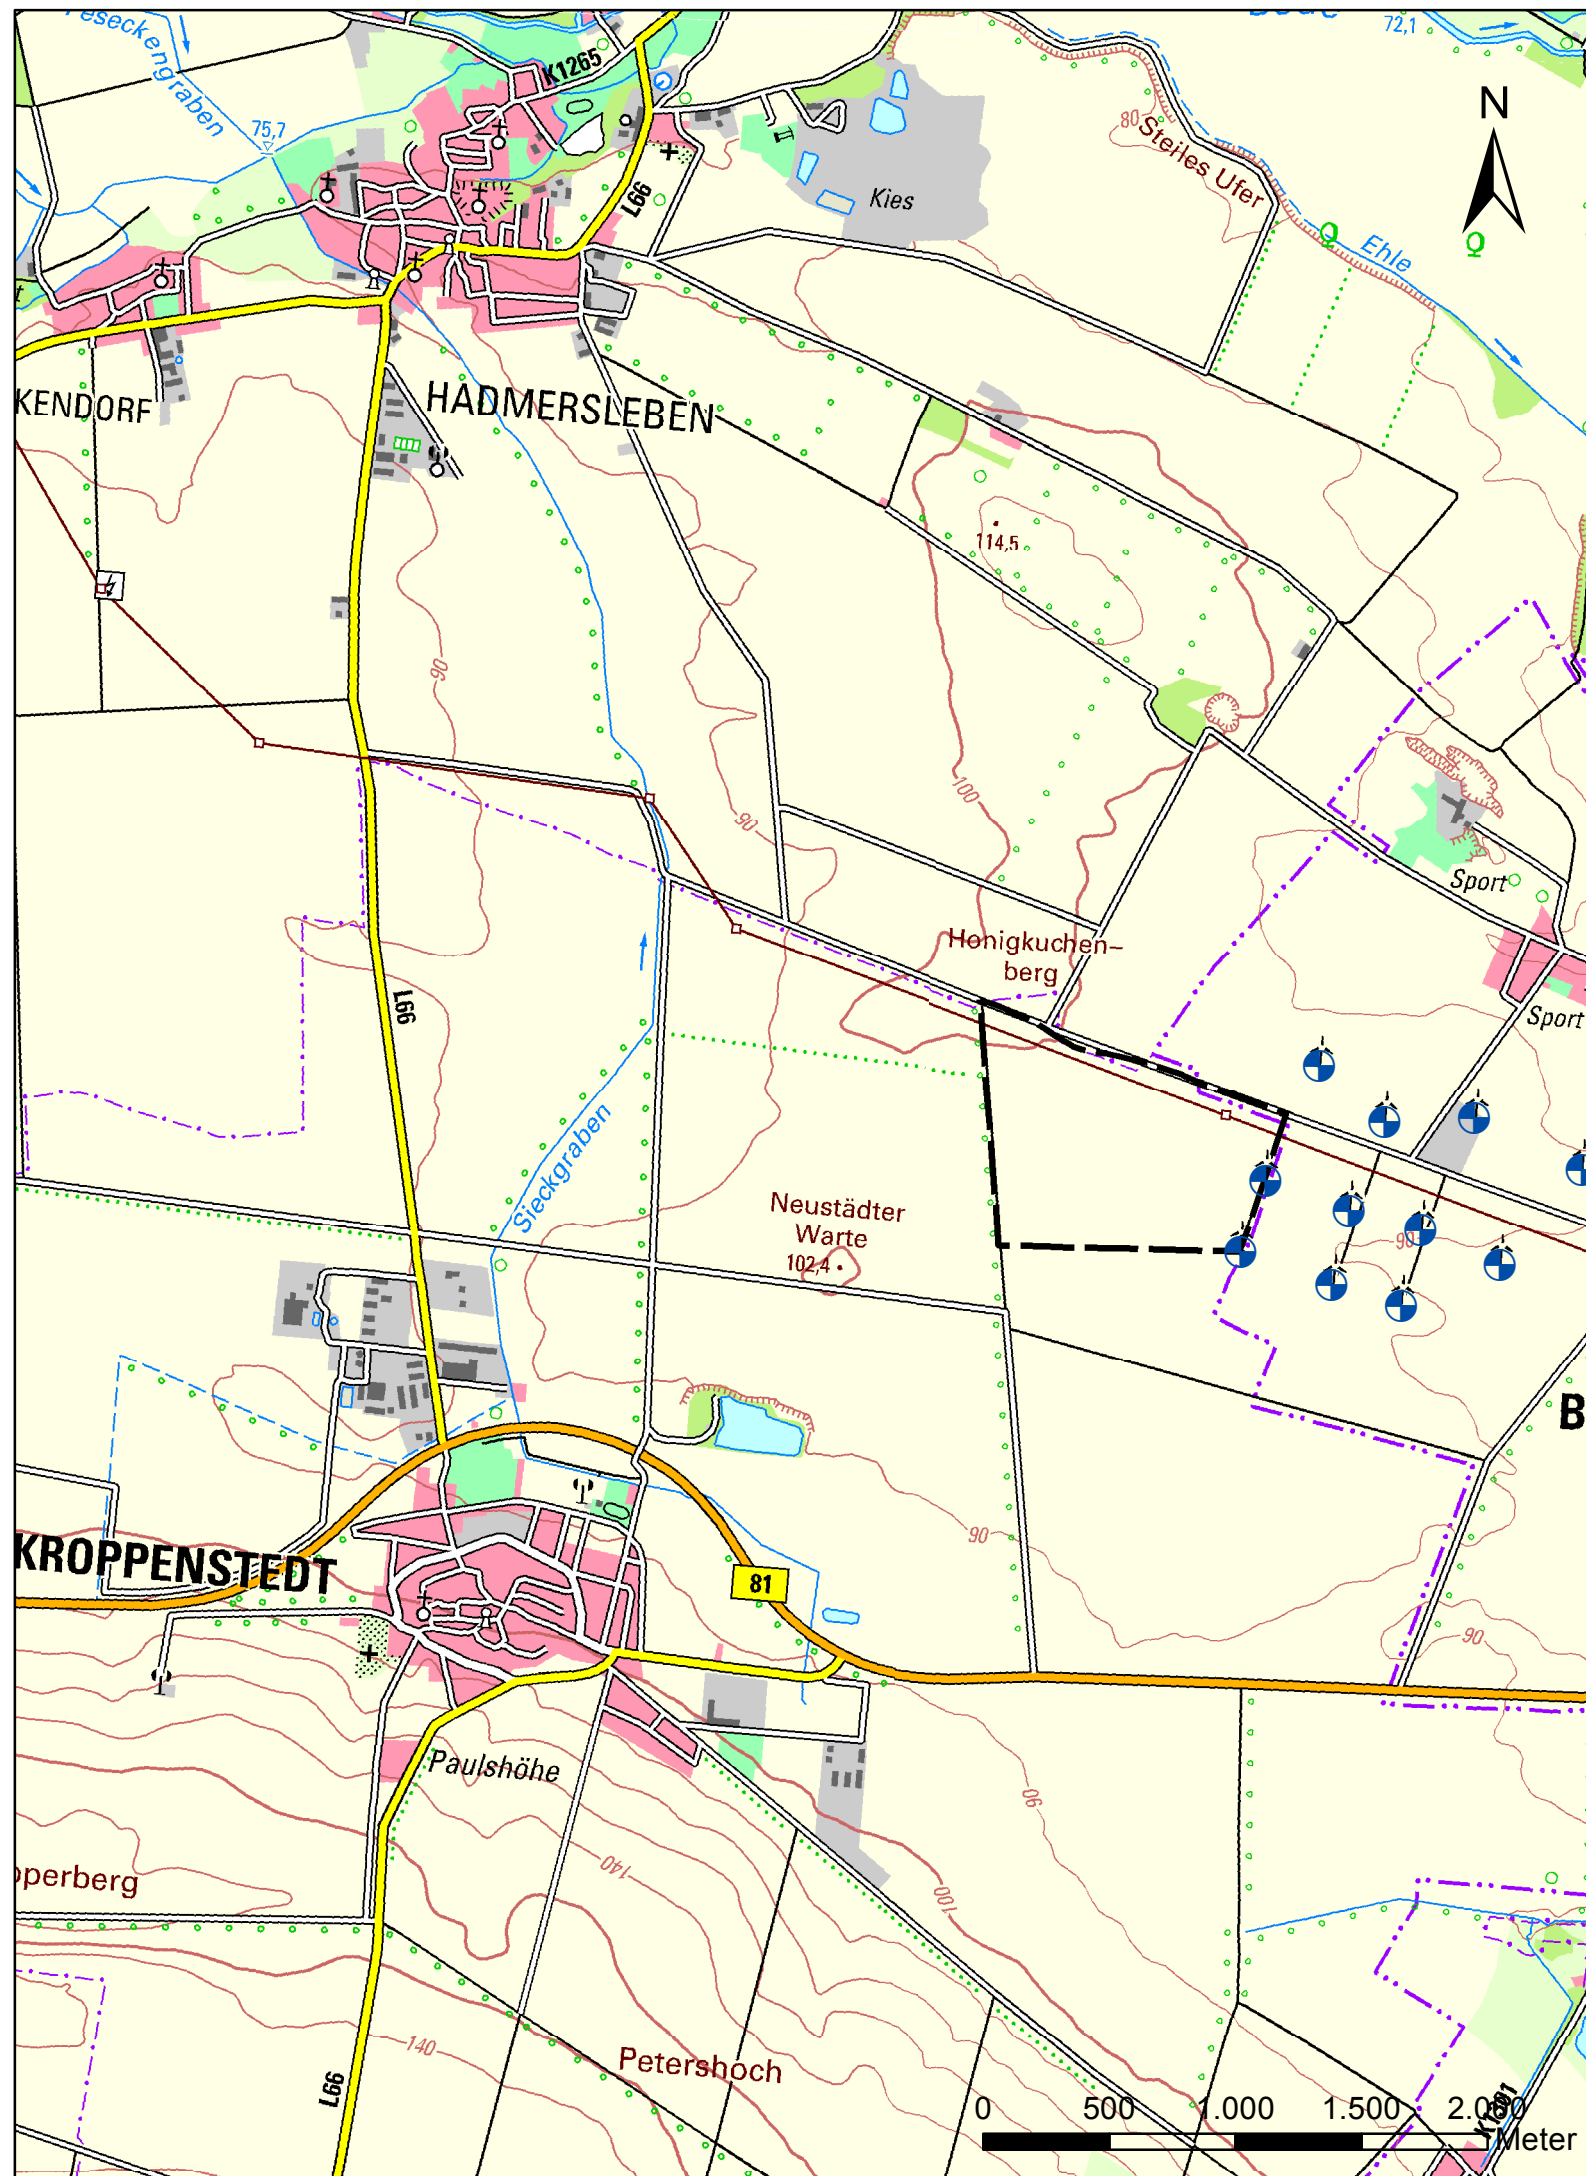 72,1
K1265
75,7
N
80
Steiles Ufer
L66
Kies
Ehle
KENDORF
HADMERSLEBEN
114,5
90
100
90
Sport
Honigkuchen–
berg
L66
Sport
Sieckgraben
Neustädter
Warte
102,4
90
B
90
KROPPENSTEDT
81
90
Paulshöhe
90
140
perberg
100
140
Petershoch
L66
0 500 1.000 1.500 2.000
Meter